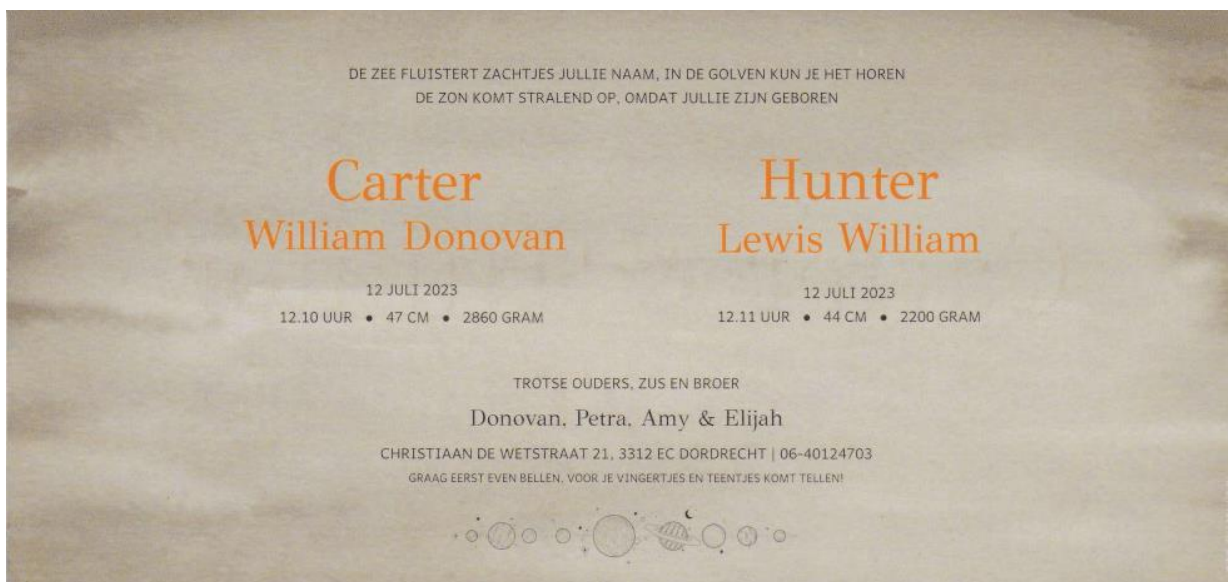 DE ZEE FLUISTERT ZACHTJES JULLIE NAAM, IN DE GOLVEN KUN JE HET HOREN
DE ZON KOMT STRALEND OP, OMDAT JULLIE ZIJN GEBOREN
Carter
William Donovan
12 JULI 2023
12.10 UUR • 47 CM • 2860 GRAM
Hunter
Lewis William
12 JULI 2023
12.11 UUR • 44 CM • 2200 GRAM
TROTSE OUDERS, ZUS EN BROER
Donovan, Petra, Amy & Elijah
CHRISTIAAN DE WETSTRAAT 21, 3312 EC DORDRECHT | 06-40124703
GRAAG EERST EVEN BELLEN, VOOR JE VINGERTJES EN TEENTJES KOMT TELLEN!